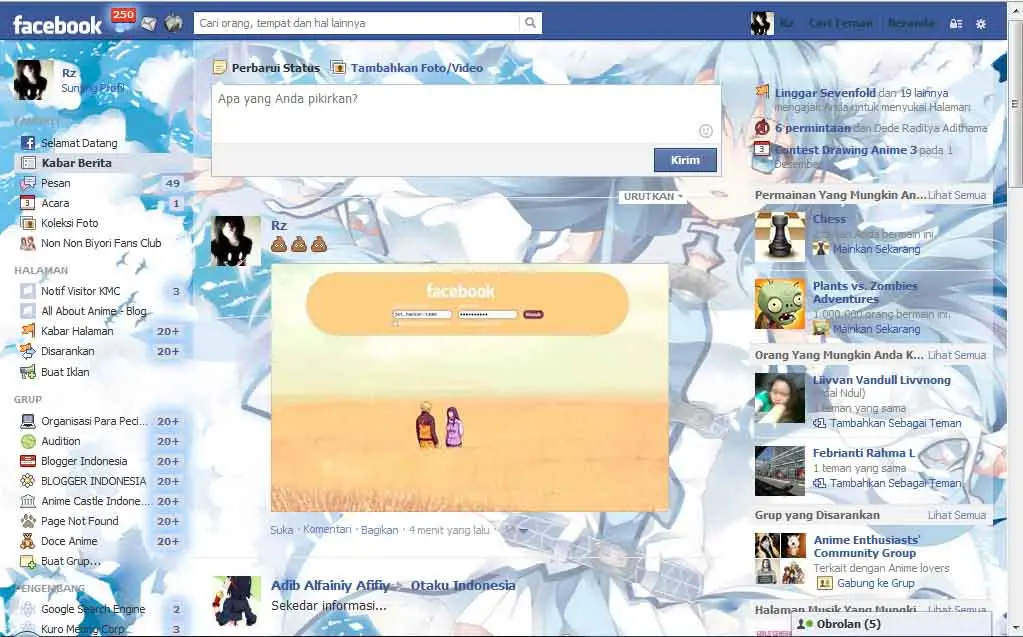 facebook
250
Cari orang, tempat dan hal lainnya
Rz
Cari Teman
Beranda
Rz
Sunting Profil
Selamat Datang
Kabar Berita
Pesan 49
Acara 1
Koleksi Foto
Non Non Biyori Fans Club
HALAMAN
Notif Visitor KMC 3
All About Anime - Blog
Kabar Halaman 20+
Disarankan 20+
Buat Iklan
GRUP
Organisasi Para Peci... 20+
Audition 20+
Blogger Indonesia 20+
BLOGGER INDONESIA 20+
Anime Castle Indone... 20+
Page Not Found 20+
Doce Anime 20+
Buat Grup...
PENGEMBANG
Google Search Engine 2
Kuro Meong Corp 3
Perbarui Status
Tambahkan Foto/Video
Apa yang Anda pikirkan?
Kirim
URUTKAN
Rz
facebook
Masuk
Suka · Komentari · Bagikan · 4 menit yang lalu ·
Adib Alfainiy Afifiy ▸ Otaku Indonesia
Sekedar informasi...
Linggar Sevenfold dan 19 lainnya
mengajak Anda untuk menyukai Halaman
6 permintaan dan Dede Raditya Adithama
3
Contest Drawing Anime 3 pada 1
Desember
Permainan Yang Mungkin An... Lihat Semua
Chess
Anda bermain ini.
Mainkan Sekarang
Plants vs. Zombies
Adventures
1.000.000 orang bermain ini.
Mainkan Sekarang
Orang Yang Mungkin Anda K... Lihat Semua
Liivvan Vandull Livvnong
Ndul)
teman yang sama
Tambahkan Sebagai Teman
Febrianti Rahma L
1 teman yang sama
Tambahkan Sebagai Teman
Grup yang Disarankan Lihat Semua
Anime Enthusiasts'
Community Group
Terkait dengan Anime lovers
Gabung ke Grup
Halaman Musik Yang Mungki... Lihat Semua
Obrolan (5)